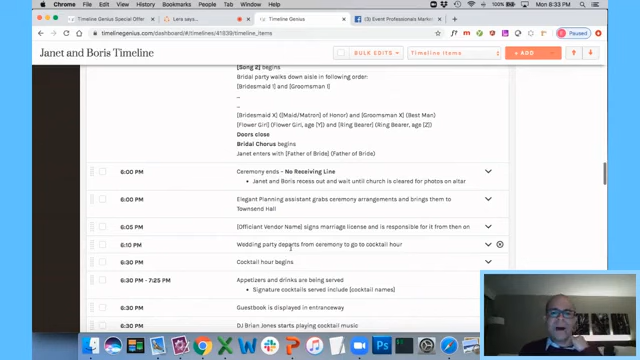 Chrome File Edit View History Bookmarks People Tab Window Help 100% Mon 8:33 PM
Timeline Genius Special Offer
Lera says...
Timeline Genius
Event Professionals Market
timelinegenius.com/dashboard/#/timelines/41839/timeline_items
Paused
Janet and Boris Timeline
BULK EDITS
Timeline Items
+ ADD
[Song 2] begins
Bridal party walks down aisle in following order:
[Bridesmaid 1] and [Groomsman 1]
...
...
[Bridesmaid X] ([Maid/Matron] of Honor) and [Groomsman X] (Best Man)
[Flower Girl] (Flower Girl, age [Y]) and [Ring Bearer] (Ring Bearer, age [Z])
Doors close
Bridal Chorus begins
Janet enters with [Father of Bride] (Father of Bride)
6:00 PM Ceremony ends - No Receiving Line
• Janet and Boris recess out and wait until church is cleared for photos on altar
6:00 PM Elegant Planning assistant grabs ceremony arrangements and brings them to
Townsend Hall
6:05 PM [Officiant Vendor Name] signs marriage license and is responsible for it from then on
6:10 PM Wedding party departs from ceremony to go to cocktail hour
6:30 PM Cocktail hour begins
6:30 PM - 7:25 PM Appetizers and drinks are being served
• Signature cocktails served include [cocktail names]
6:30 PM Guestbook is displayed in entranceway
6:30 PM DJ Brian Jones starts playing cocktail music